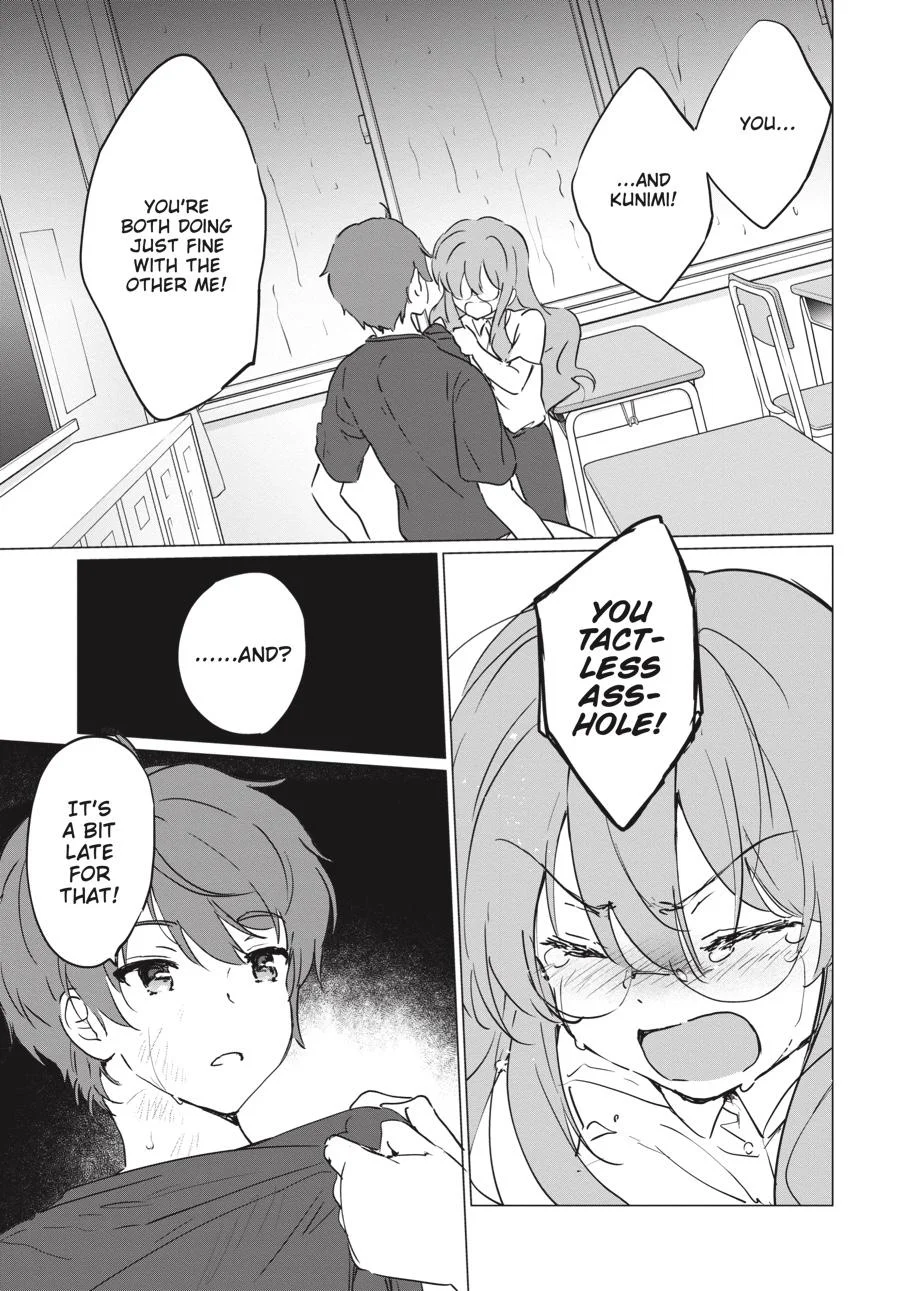 YOU...
...AND
KUNIMI!
YOU'RE
BOTH DOING
JUST FINE
WITH THE
OTHER ME!
YOU
TACT-
LESS
ASS-
HOLE!
......AND?
IT'S
A BIT
LATE
FOR
THAT!